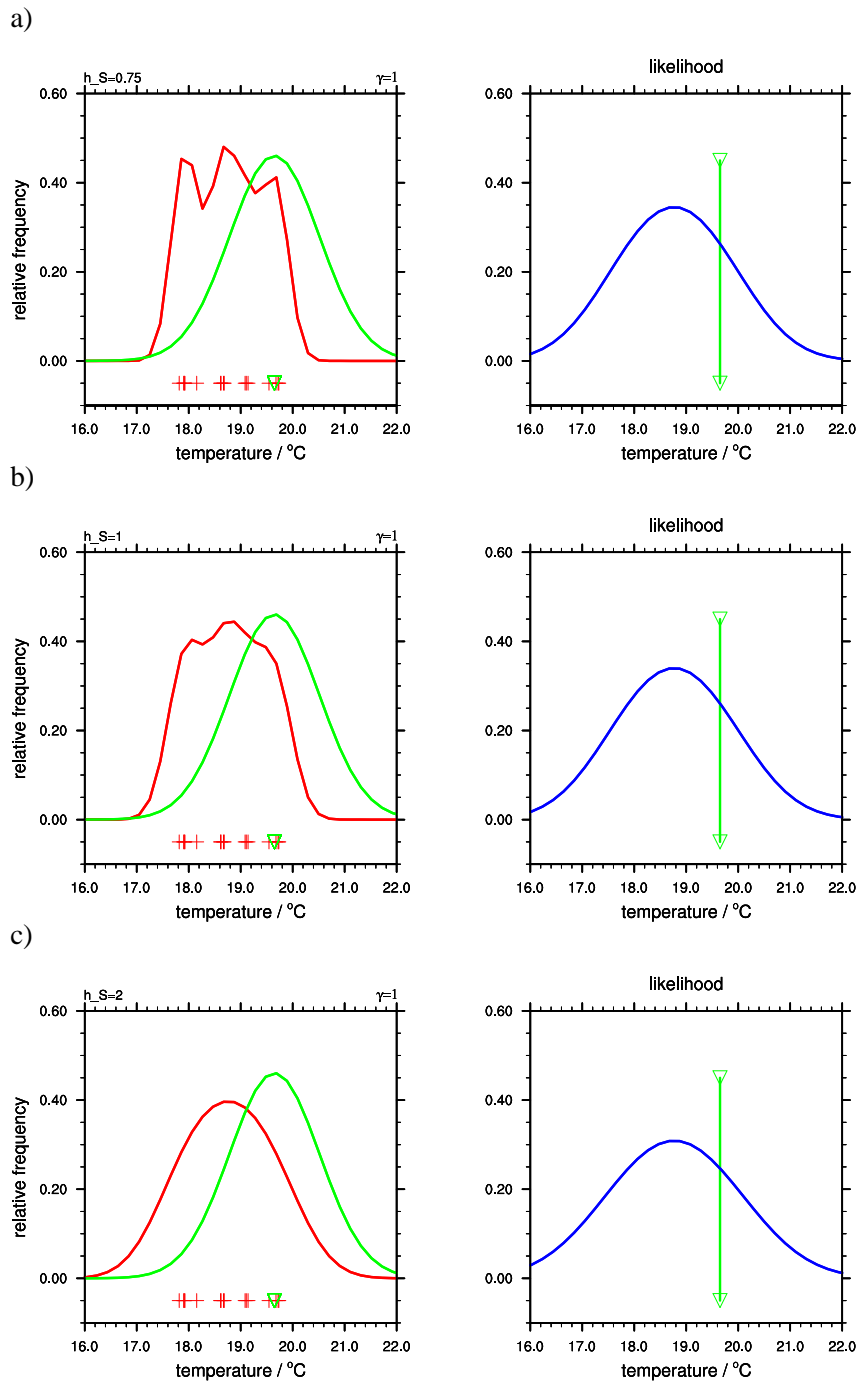 a)
h_S=0.75 γ=1
likelihood
0.60 0.60
0.40 0.40
0.20 0.20
0.00 0.00
relative frequency
16.0 17.0 18.0 19.0 20.0 21.0 22.0 16.0 17.0 18.0 19.0 20.0 21.0 22.0
temperature / °C temperature / °C
b)
h_S=1 γ=1
likelihood
0.60 0.60
0.40 0.40
0.20 0.20
0.00 0.00
relative frequency
16.0 17.0 18.0 19.0 20.0 21.0 22.0 16.0 17.0 18.0 19.0 20.0 21.0 22.0
temperature / °C temperature / °C
c)
h_S=2 γ=1
likelihood
0.60 0.60
0.40 0.40
0.20 0.20
0.00 0.00
relative frequency
16.0 17.0 18.0 19.0 20.0 21.0 22.0 16.0 17.0 18.0 19.0 20.0 21.0 22.0
temperature / °C temperature / °C